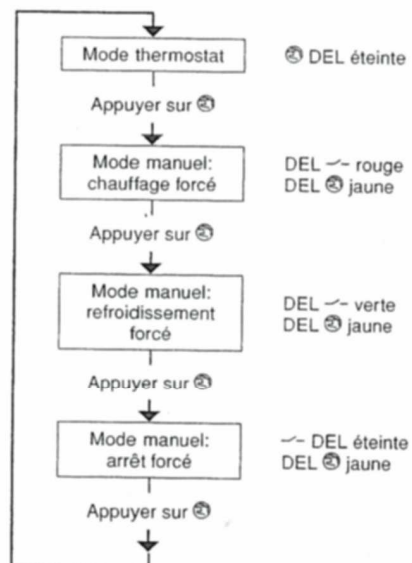 Mode thermostat
DEL éteinte
Appuyer sur
Mode manuel:
chauffage forcé
DEL rouge
DEL jaune
Appuyer sur
Mode manuel:
refroidissement
forcé
DEL verte
DEL jaune
Appuyer sur
Mode manuel:
arrêt forcé
DEL éteinte
DEL jaune
Appuyer sur